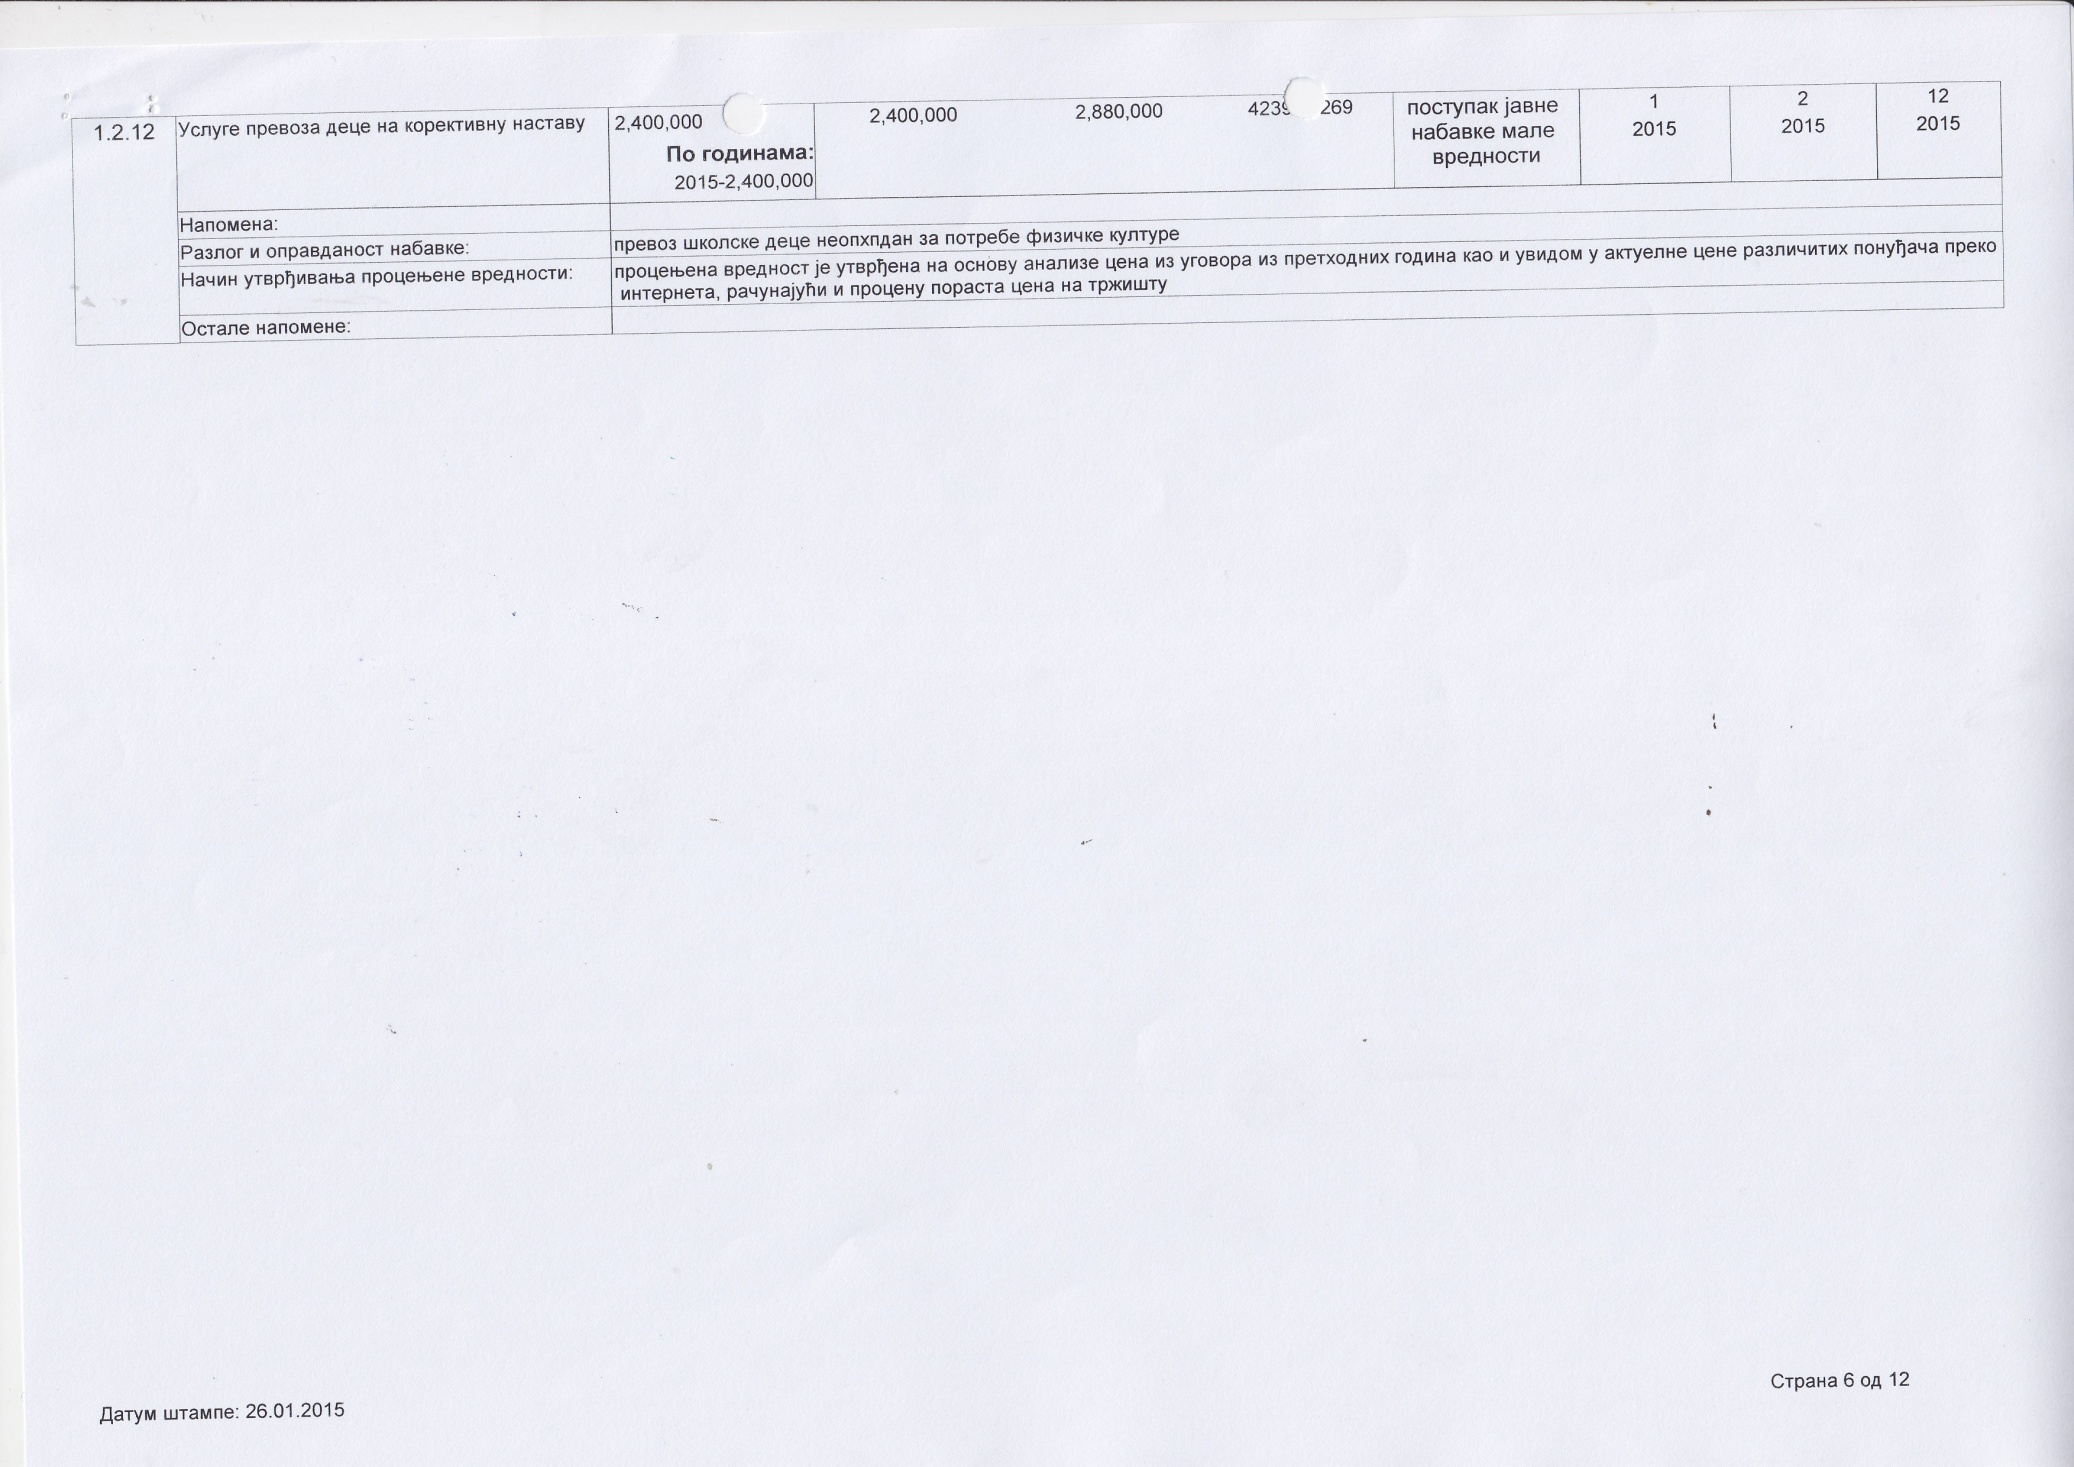 1.2.12 Услуге превоза деце на корективну наставу 2,400,000 2,400,000 2,880,000 269 поступак јавне 1 2 12
набавке мале 2015 2015 2015
По годинама: вредности
2015-2,400,000
Напомена:
Разлог и оправданост набавке: превоз школске деце неопхпдан за потребе физичке културе
Начин утврђивања процењене вредности: процењена вредност је утврђена на основу анализе цена из уговора из претходних година као и увидом у актуелне цене различитих понуђача преко
интернета, рачунајући и процену пораста цена на тржишту
Остале напомене:
Страна 6 од 12
Датум штампе: 26.01.2015